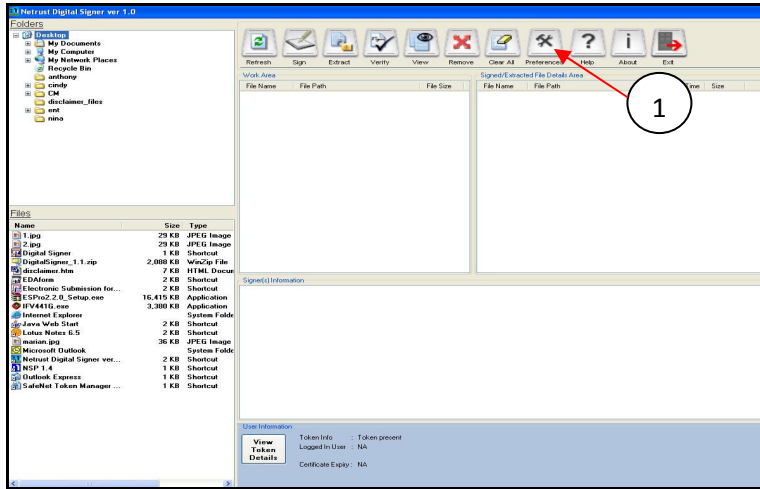 Netrust Digital Signer ver 1.0
Folders
Desktop
My Documents
My Computer
My Network Places
Recycle Bin
anthony
cindy
CM
disclaimer_files
ent
nina
Refresh Sign Extract Verify View Remove Clear All Preferences Help About Exit
Work Area
File Name File Path File Size
Signed/Extracted File Details Area
File Name File Path Time Size
1
Files
Name Size Type
1.jpg 29 KB JPEG Image
2.jpg 29 KB JPEG Image
Digital Signer 1 KB Shortcut
DigitalSigner_1.1.zip 2,088 KB WinZip File
disclaimer.htm 7 KB HTML Docum
EDAform 2 KB Shortcut
Electronic Submission for... 2 KB Shortcut
ESPro2.2.0_Setup.exe 16,415 KB Application
IFV441G.exe 3,380 KB Application
Internet Explorer System Folde
Java Web Start 2 KB Shortcut
Lotus Notes 6.5 2 KB Shortcut
marian.jpg 36 KB JPEG Image
Microsoft Outlook System Folde
Netrust Digital Signer ver... 2 KB Shortcut
NSP 1.4 1 KB Shortcut
Outlook Express 1 KB Shortcut
SafeNet Token Manager ... 1 KB Shortcut
Signer(s) Information
User Information
View Token Details
Token Info : Token present
Logged In User : NA
Certificate Expiry : NA